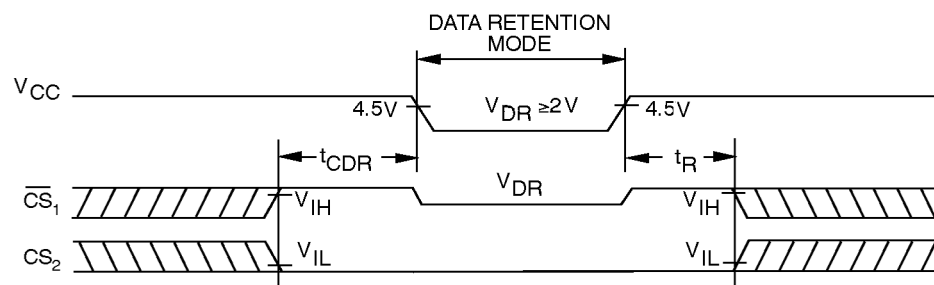 DATA RETENTION
MODE
VCC
4.5V
VDR ≥2V
4.5V
tCDR
tR
CS1
VIH
VDR
VIH
CS2
VIL
VIL